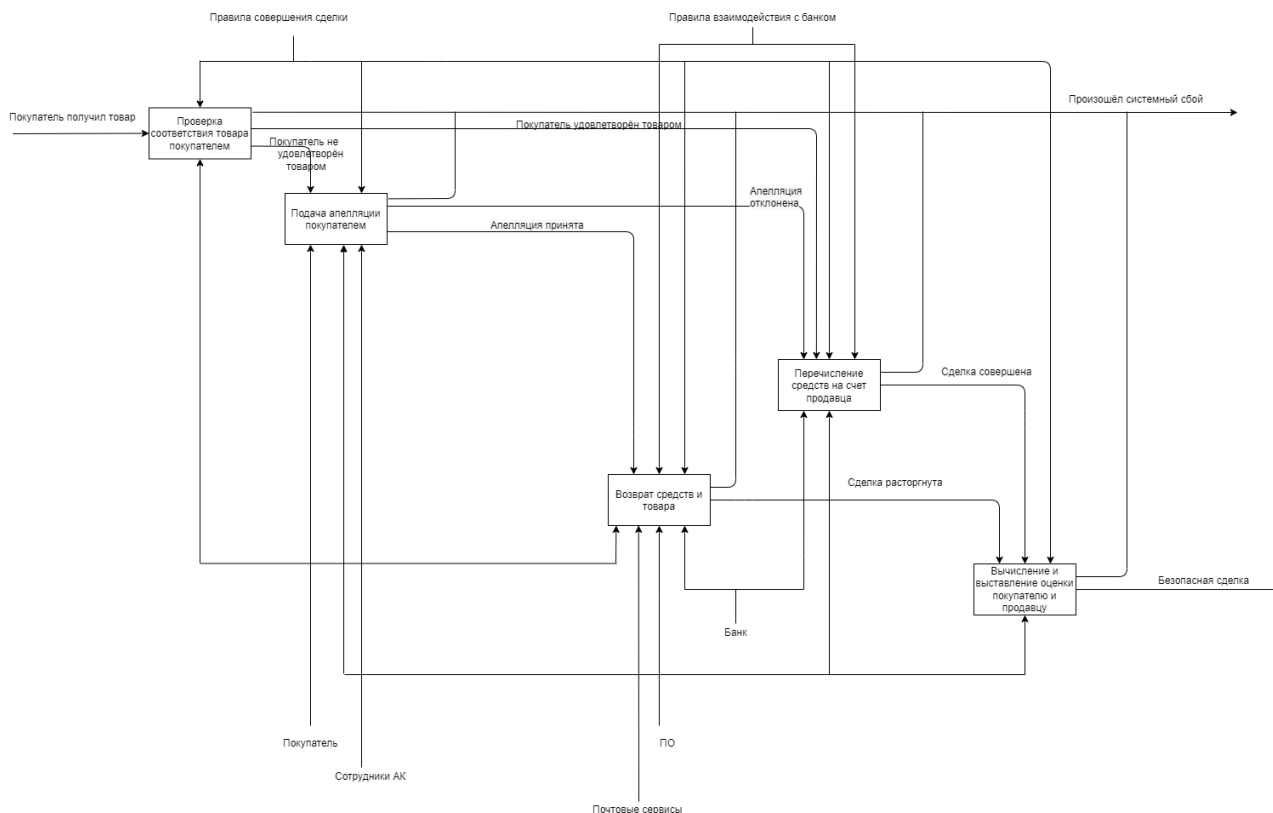 Правила совершения сделки
Правила взаимодействия с банком
Произошёл системный сбой
Покупатель получил товар
Проверка
соответствия товара
покупателем
Покупатель удовлетворён товаром
Покупатель не
удовлетворён
товаром
Подача апелляции
покупателем
Апелляция
отклонена
Апелляция принята
Перечисление
средств на счет
продавца
Сделка совершена
Возврат средств и
товара
Сделка расторгнута
Вычисление и
выставление оценки
покупателю и
продавцу
Безопасная сделка
Банк
Покупатель
ПО
Сотрудники АК
Почтовые сервисы